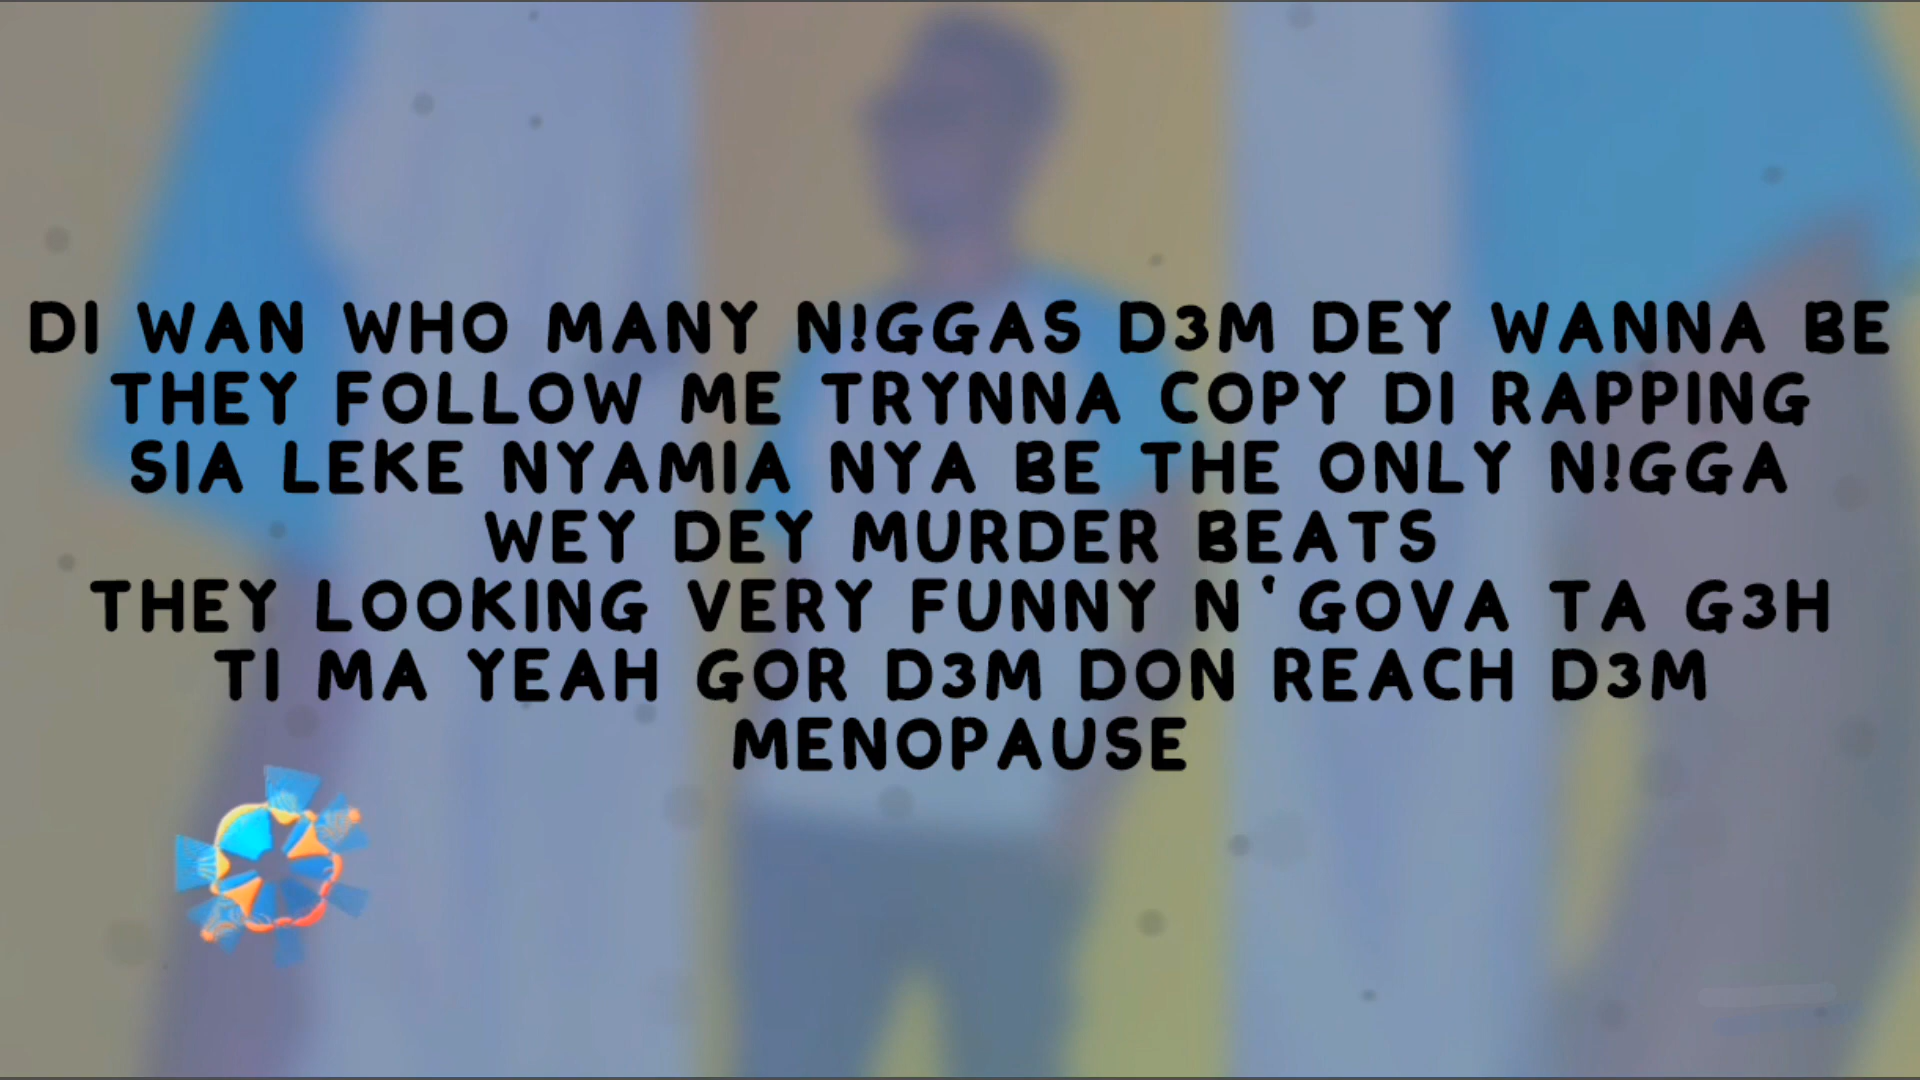 DI WAN WHO MANY N!GGAS D3M DEY WANNA BE
THEY FOLLOW ME TRYNNA COPY DI RAPPING
SIA LEKE NYAMIA NYA BE THE ONLY N!GGA
WEY DEY MURDER BEATS
THEY LOOKING VERY FUNNY N'GOVA TA G3H
TI MA YEAH GOR D3M DON REACH D3M
MENOPAUSE